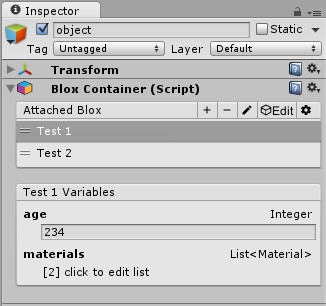 Inspector
object
Static
Tag Untagged Layer Default
Transform
Blox Container (Script)
Attached Blox + - Edit
Test 1
Test 2
Test 1 Variables
age Integer
234
materials List<Material>
[2] click to edit list